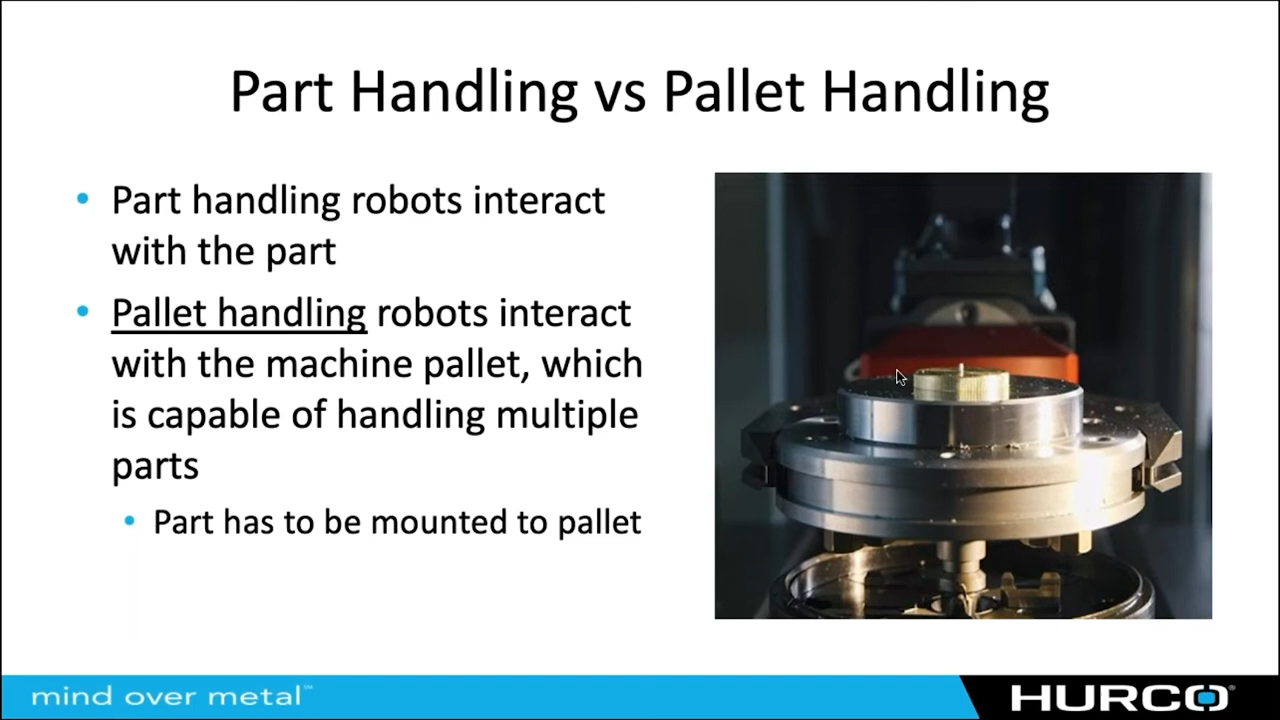 Part Handling vs Pallet Handling
• Part handling robots interact
with the part
• Pallet handling robots interact
with the machine pallet, which
is capable of handling multiple
parts
• Part has to be mounted to pallet
mind over metal℠
HURCO®